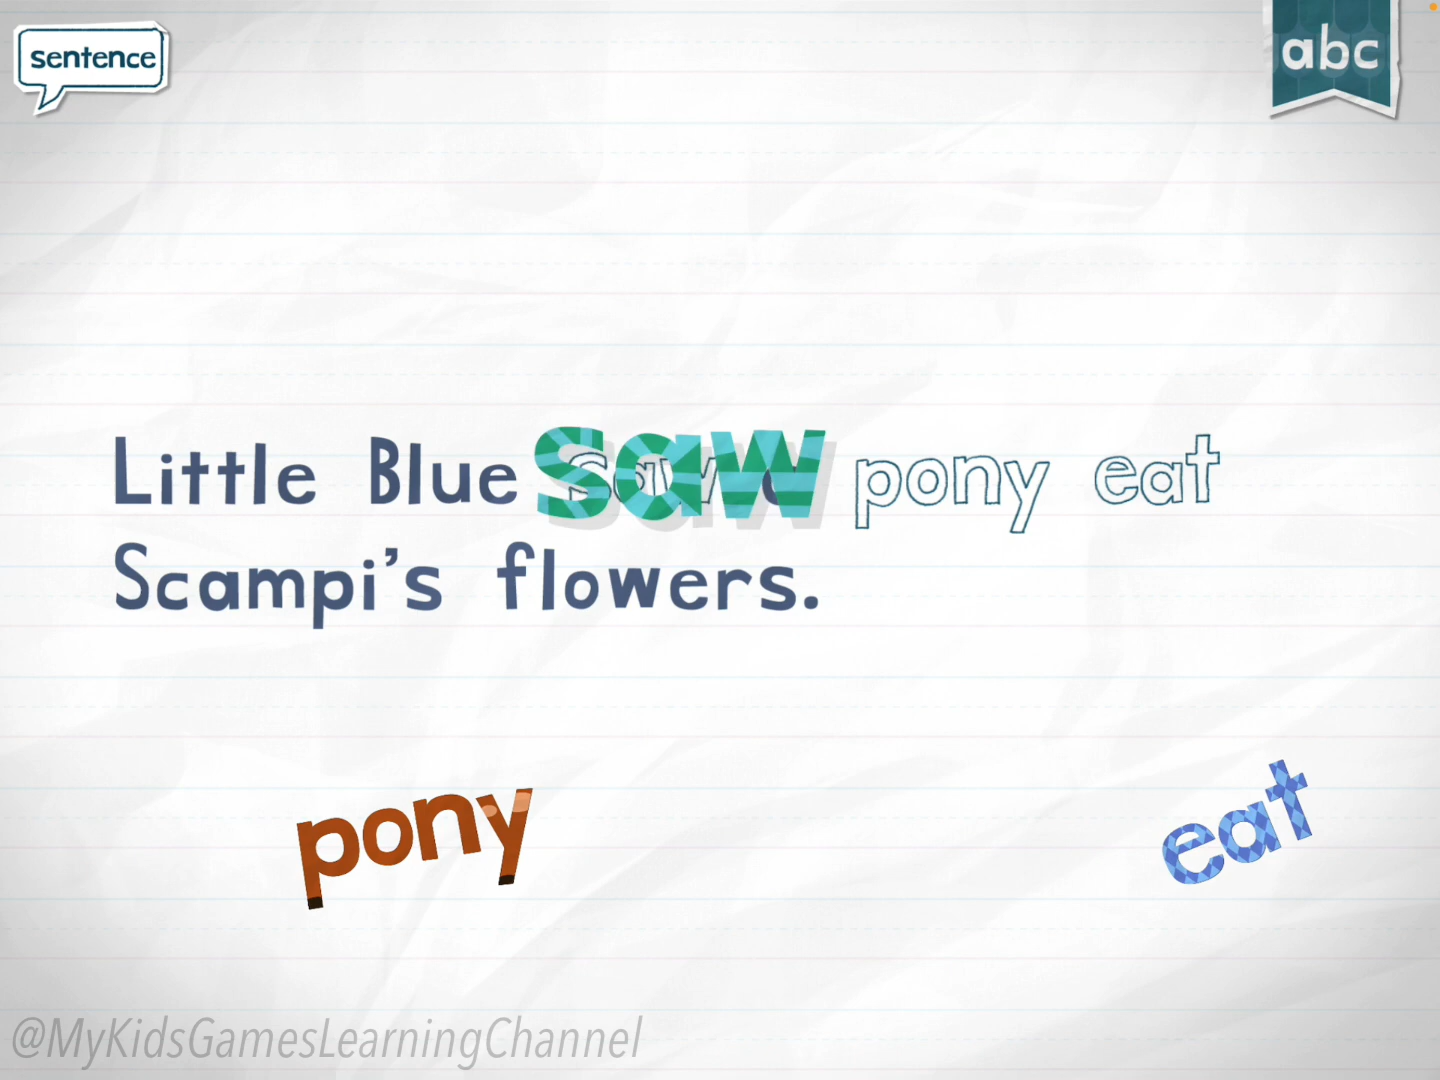 sentence
abc
Little Blue saw a pony eat
Scampi's flowers.
pony
eat
@MyKidsGamesLearningChannel